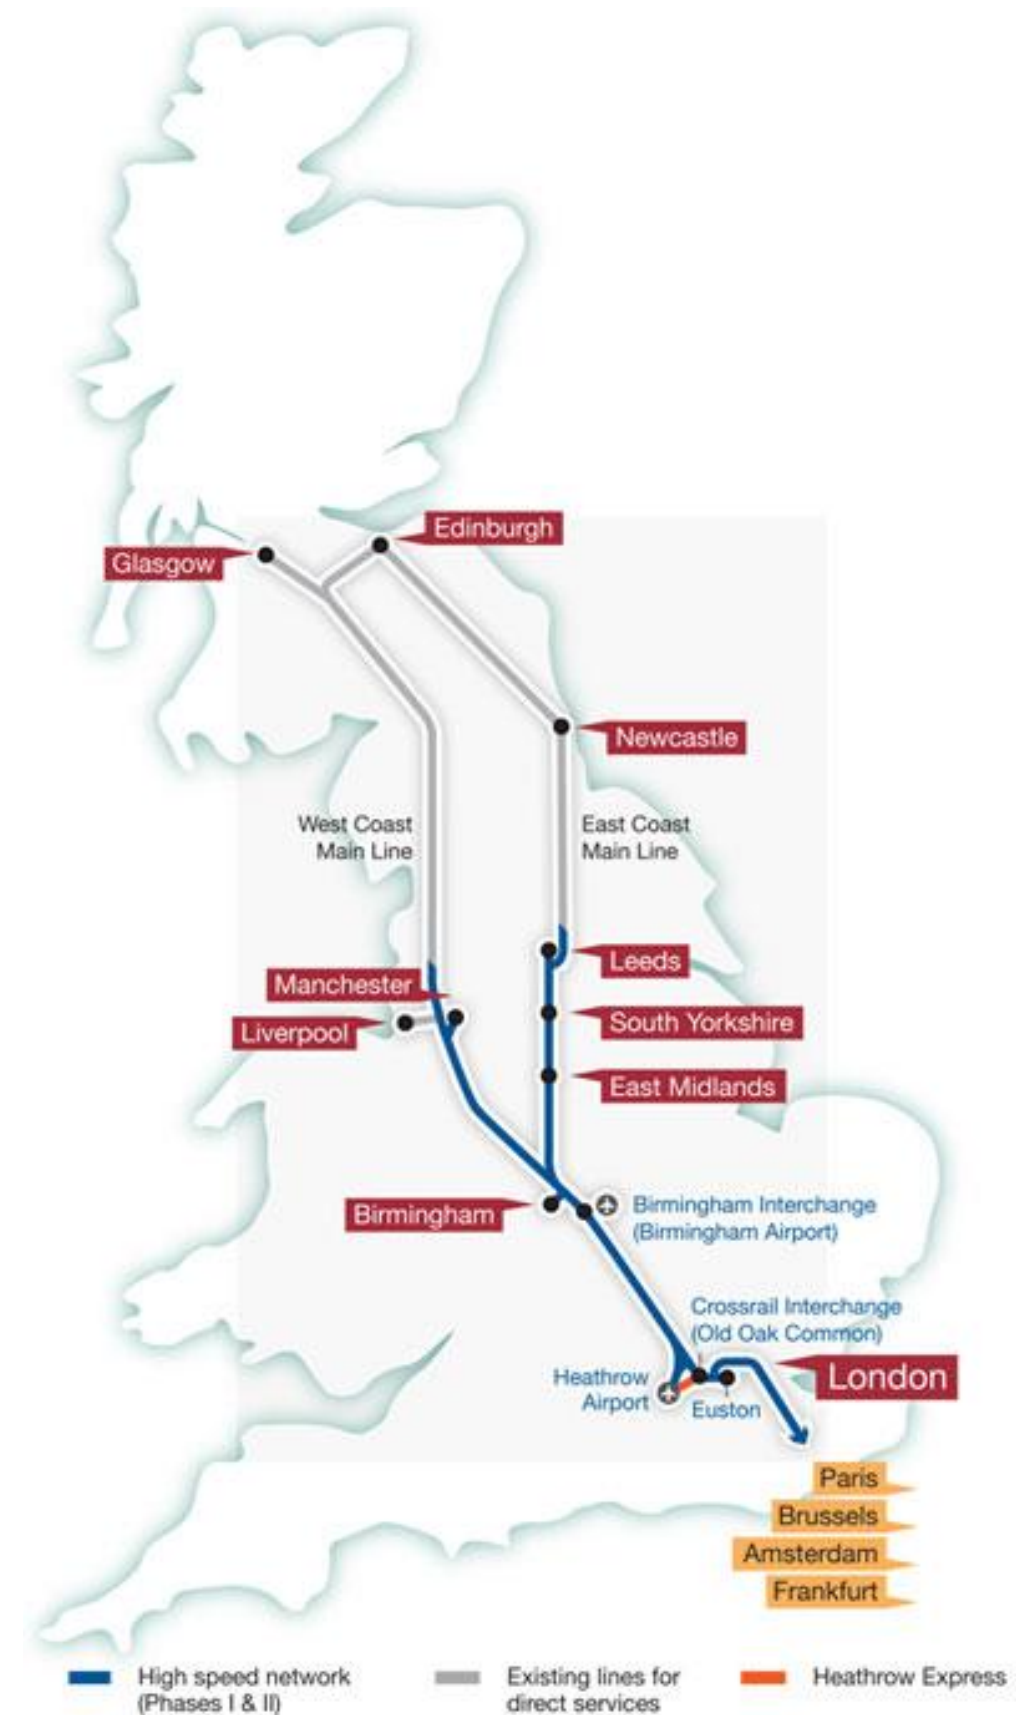 Edinburgh
Glasgow
Newcastle
West Coast
Main Line
East Coast
Main Line
Leeds
Manchester
South Yorkshire
Liverpool
East Midlands
Birmingham
Birmingham Interchange
(Birmingham Airport)
Crossrail Interchange
(Old Oak Common)
London
Heathrow
Airport
Euston
Paris
Brussels
Amsterdam
Frankfurt
High speed network
(Phases I & II)
Existing lines for
direct services
Heathrow Express